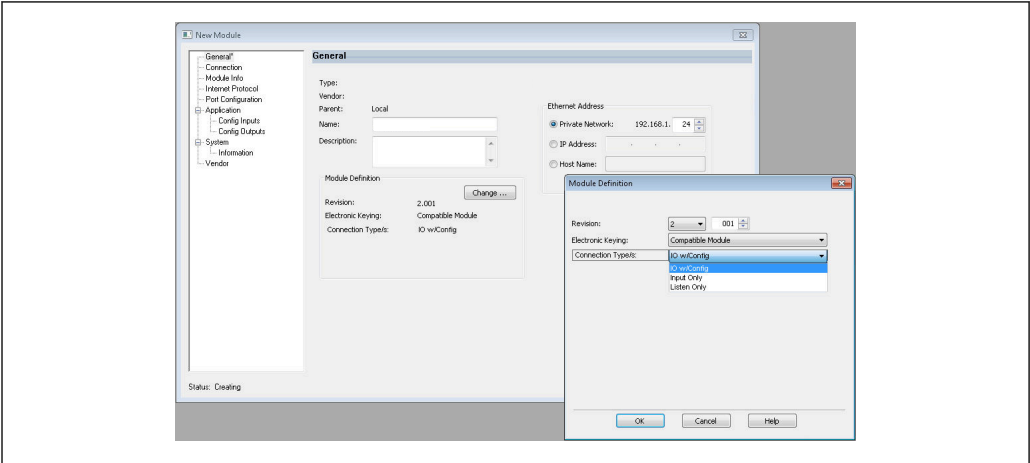 New Module
General*
Connection
Module Info
Internet Protocol
Port Configuration
Application
Config Inputs
Config Outputs
System
Information
Vendor
General
Type:
Vendor:
Parent: Local
Name:
Description:
Module Definition
Change ...
Revision: 2.001
Electronic Keying: Compatible Module
Connection Type/s: IO w/Config
Ethernet Address
Private Network: 192.168.1. 24
IP Address: . . .
Host Name:
Status: Creating
Module Definition
Revision: 2 001
Electronic Keying: Compatible Module
Connection Type/s: IO w/Config
IO w/Config
Input Only
Listen Only
OK Cancel Help